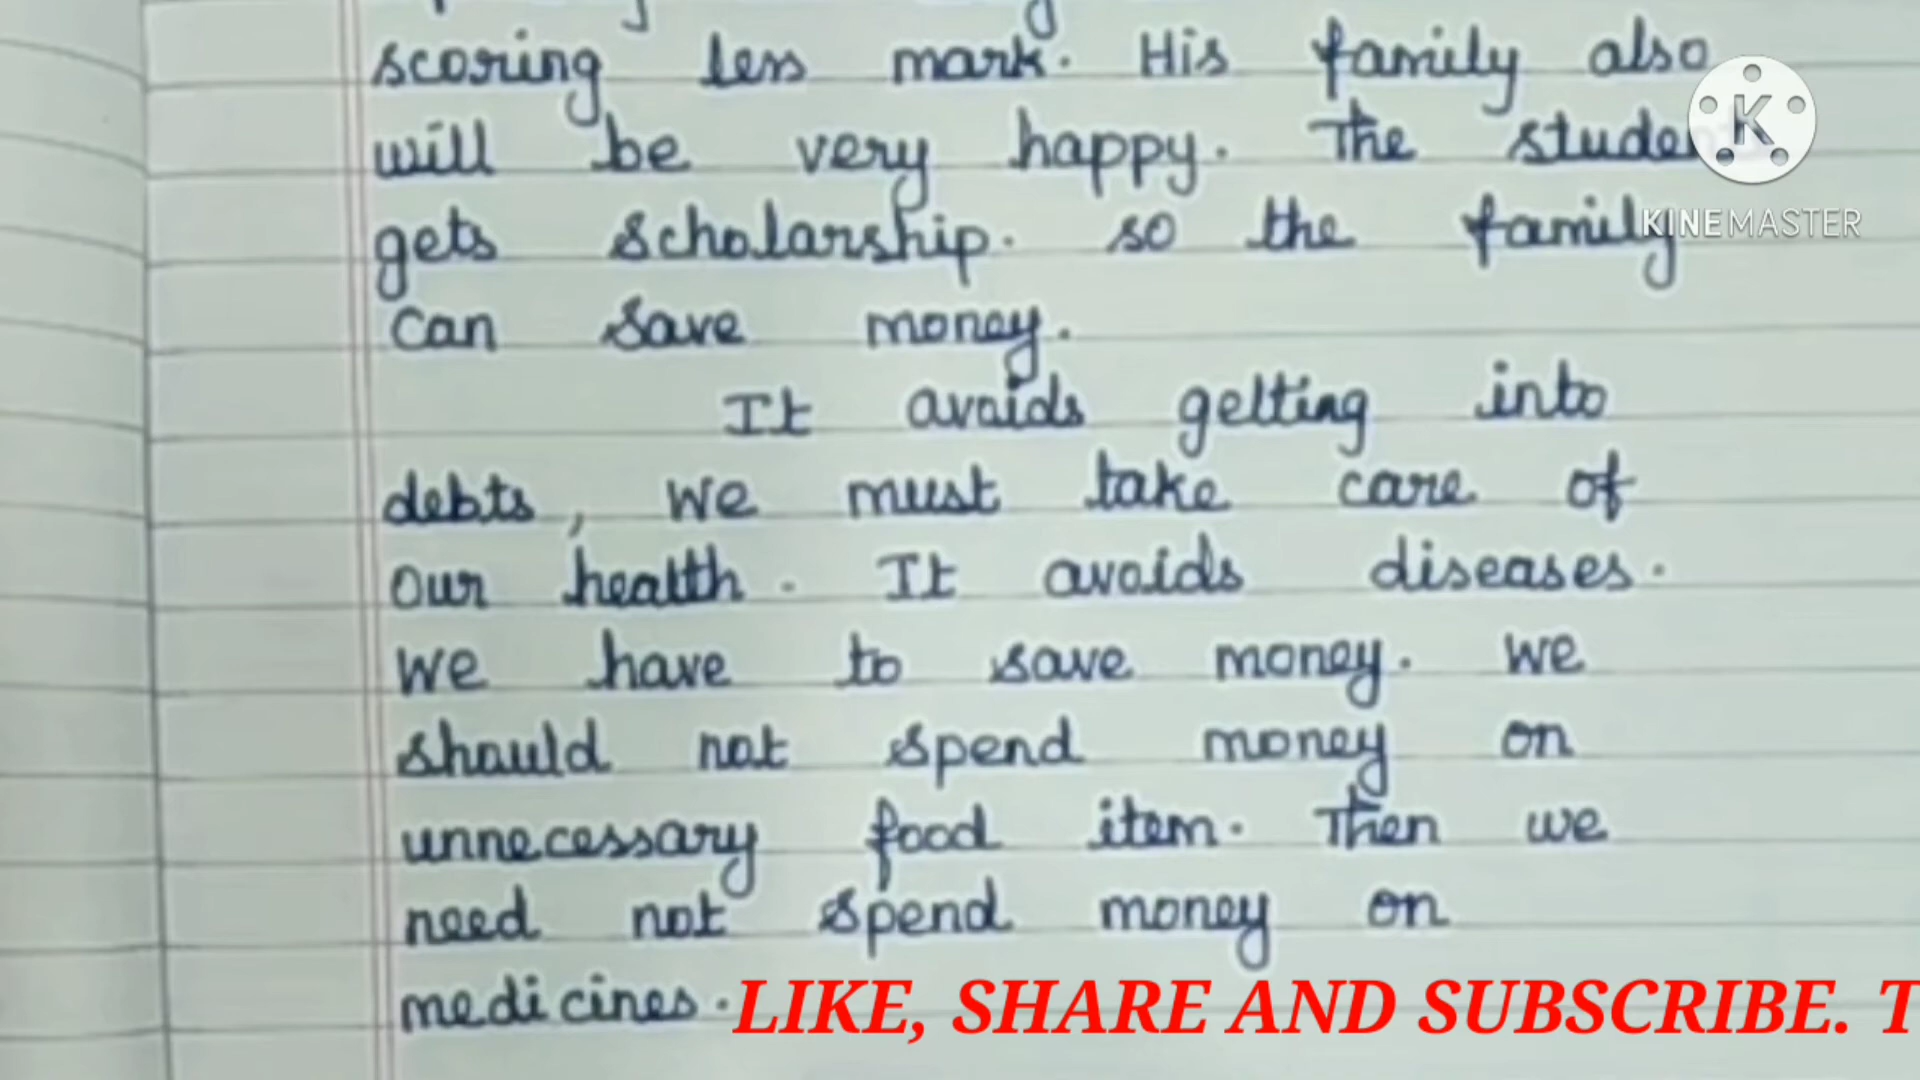 scoring less mark. His family also
will be very happy. The student
gets scholarship. so the family
can save money.
It avoids getting into
debts, we must take care of
our health. It avoids diseases.
we have to save money. we
should not spend money on
unnecessary food item. Then we
need not spend money on
medicines.
LIKE, SHARE AND SUBSCRIBE. T
K
KINEMASTER